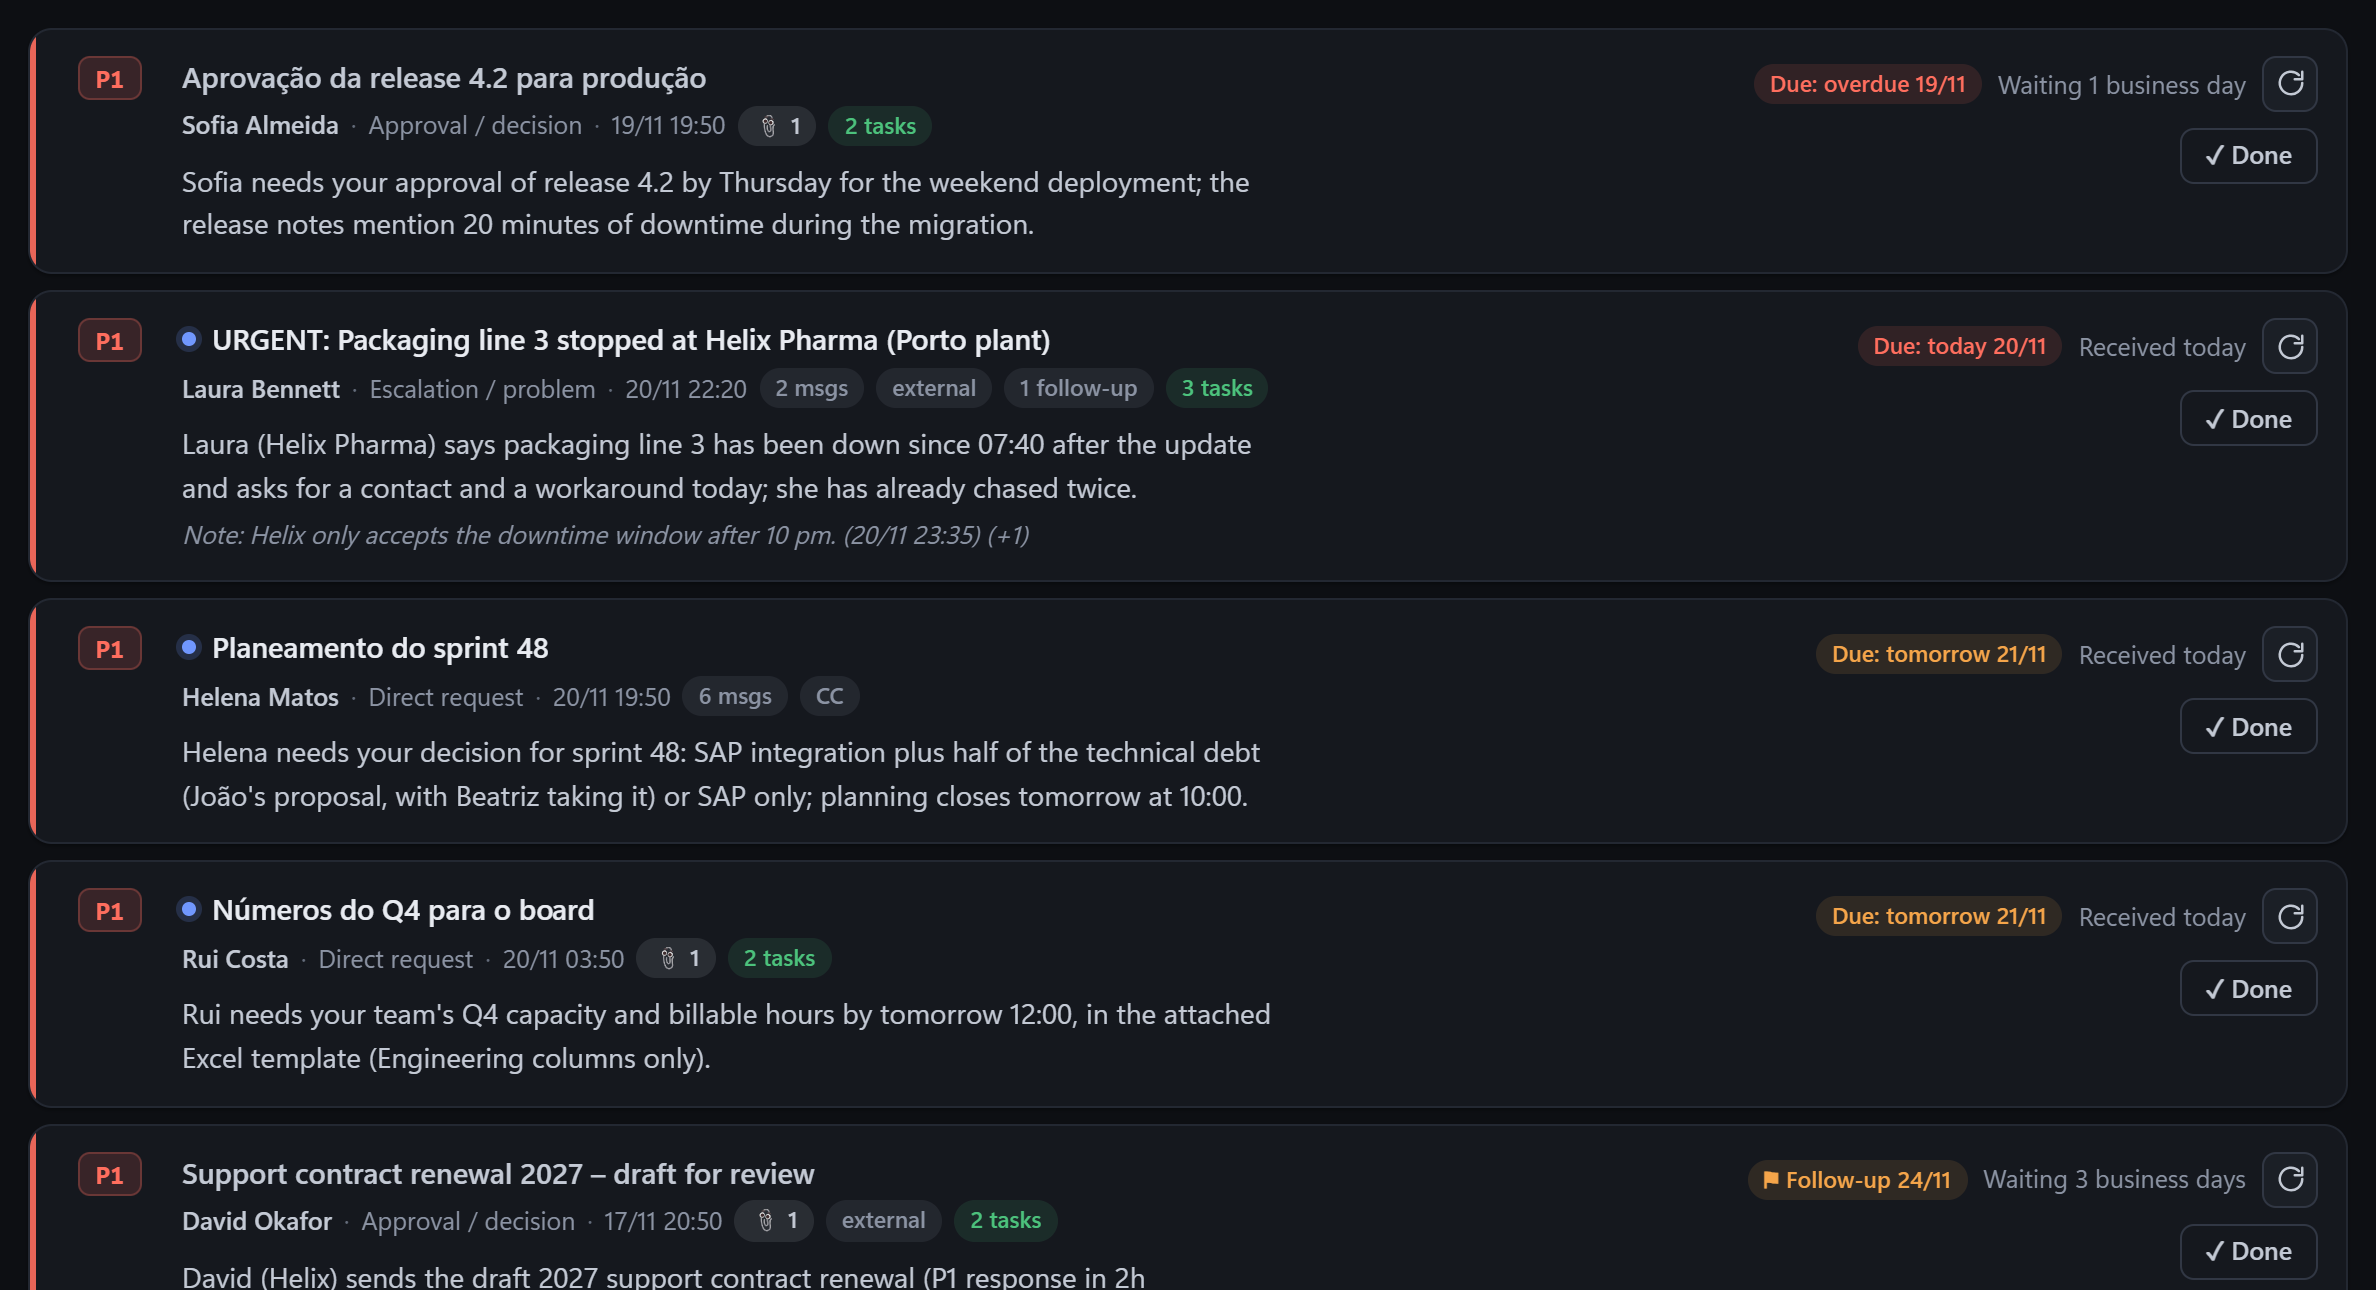 P1 Aprovação da release 4.2 para produção Due: overdue 19/11 Waiting 1 business day
Sofia Almeida · Approval / decision · 19/11 19:50 1 2 tasks
✓ Done
Sofia needs your approval of release 4.2 by Thursday for the weekend deployment; the
release notes mention 20 minutes of downtime during the migration.
P1 URGENT: Packaging line 3 stopped at Helix Pharma (Porto plant) Due: today 20/11 Received today
Laura Bennett · Escalation / problem · 20/11 22:20 2 msgs external 1 follow-up 3 tasks
✓ Done
Laura (Helix Pharma) says packaging line 3 has been down since 07:40 after the update
and asks for a contact and a workaround today; she has already chased twice.
Note: Helix only accepts the downtime window after 10 pm. (20/11 23:35) (+1)
P1 Planeamento do sprint 48 Due: tomorrow 21/11 Received today
Helena Matos · Direct request · 20/11 19:50 6 msgs CC
✓ Done
Helena needs your decision for sprint 48: SAP integration plus half of the technical debt
(João's proposal, with Beatriz taking it) or SAP only; planning closes tomorrow at 10:00.
P1 Números do Q4 para o board Due: tomorrow 21/11 Received today
Rui Costa · Direct request · 20/11 03:50 1 2 tasks
✓ Done
Rui needs your team's Q4 capacity and billable hours by tomorrow 12:00, in the attached
Excel template (Engineering columns only).
P1 Support contract renewal 2027 – draft for review Follow-up 24/11 Waiting 3 business days
David Okafor · Approval / decision · 17/11 20:50 1 external 2 tasks
✓ Done
David (Helix) sends the draft 2027 support contract renewal (P1 response in 2h